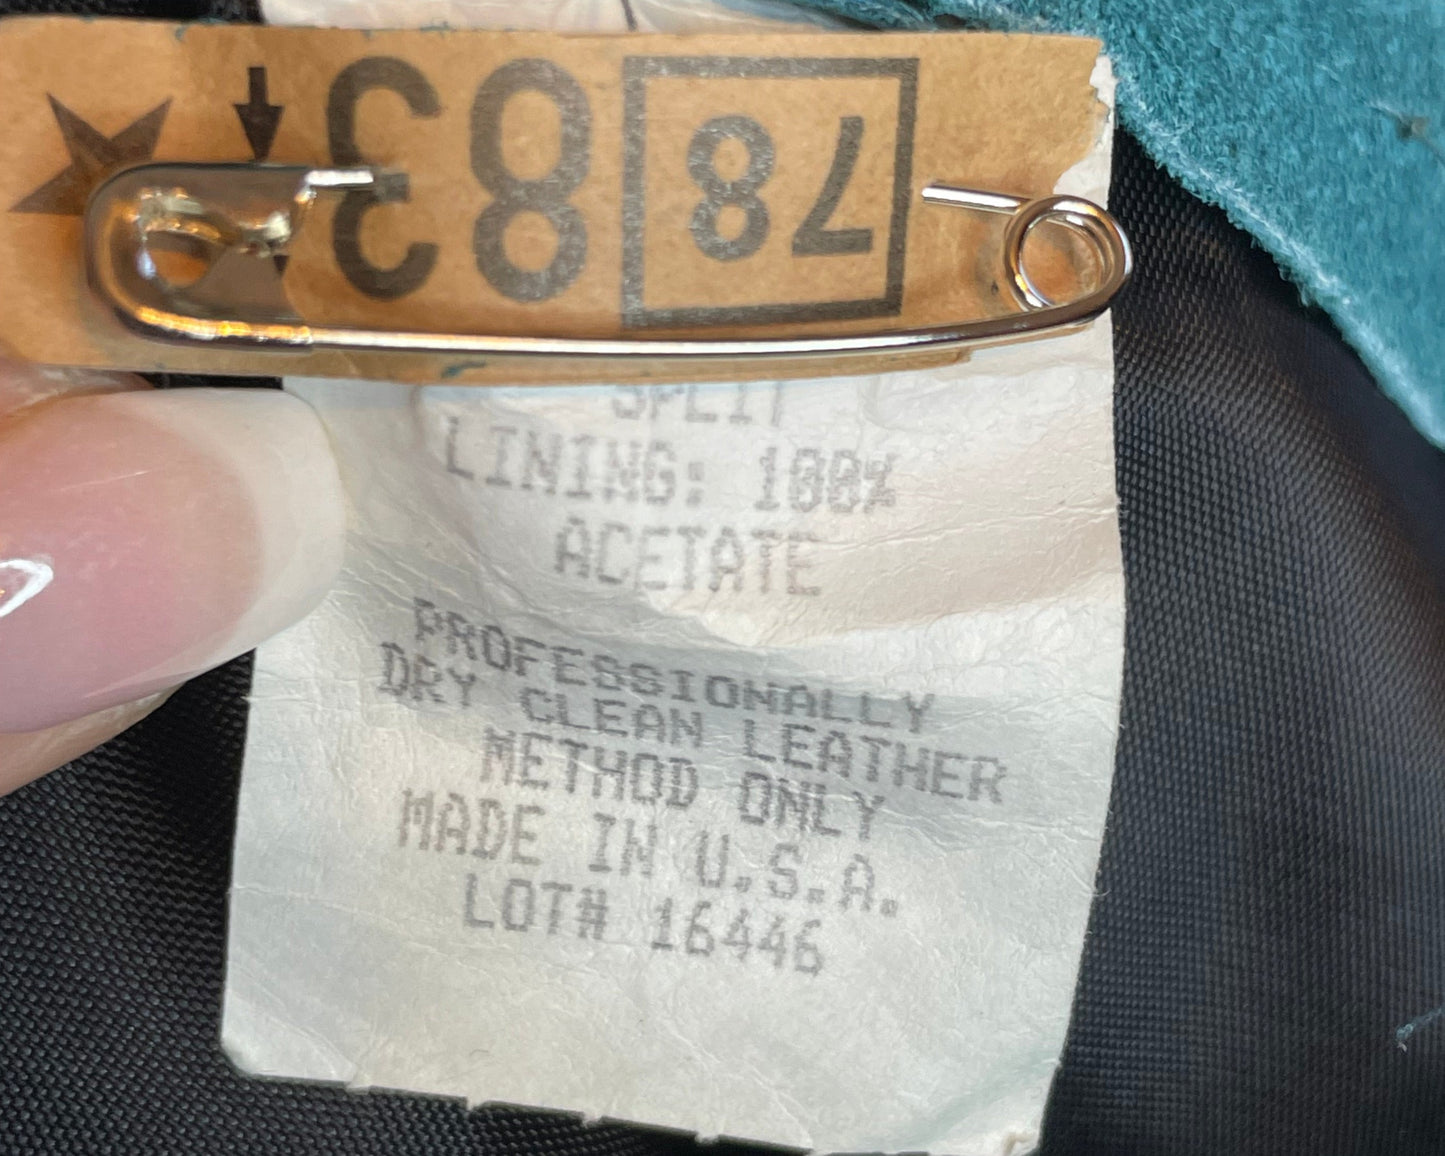 78 83
SPLIT
LINING: 100%
ACETATE
PROFESSIONALLY
DRY CLEAN LEATHER
METHOD ONLY
MADE IN U.S.A.
LOT# 16446